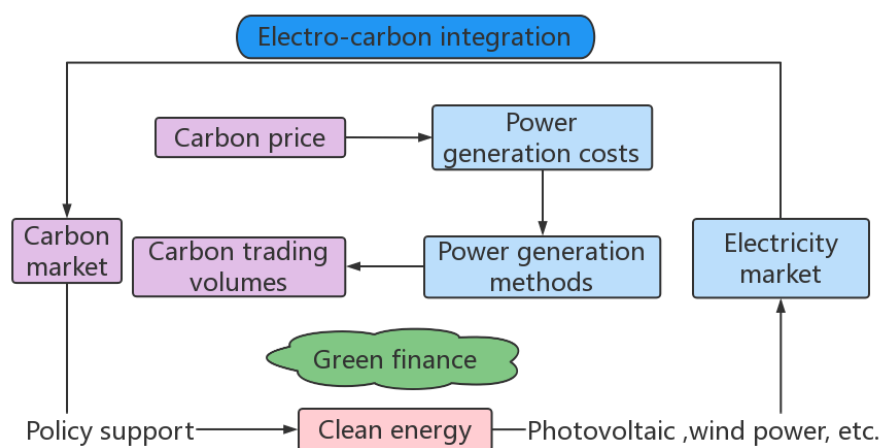 Electro-carbon integration
Carbon price
Power
generation costs
Carbon
market
Carbon trading
volumes
Power generation
methods
Electricity
market
Green finance
Policy support
Clean energy
Photovoltaic ,wind power, etc.